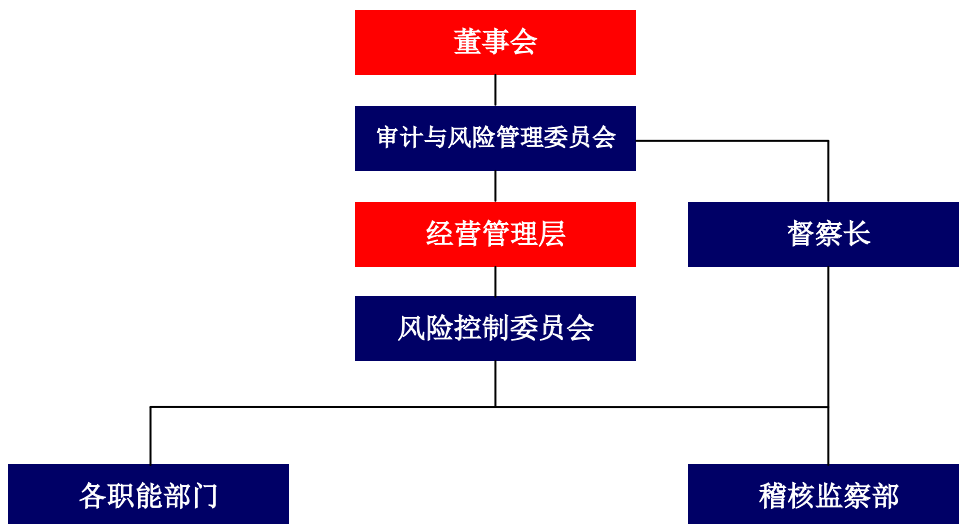 董事会
审计与风险管理委员会
经营管理层
督察长
风险控制委员会
各职能部门
稽核监察部